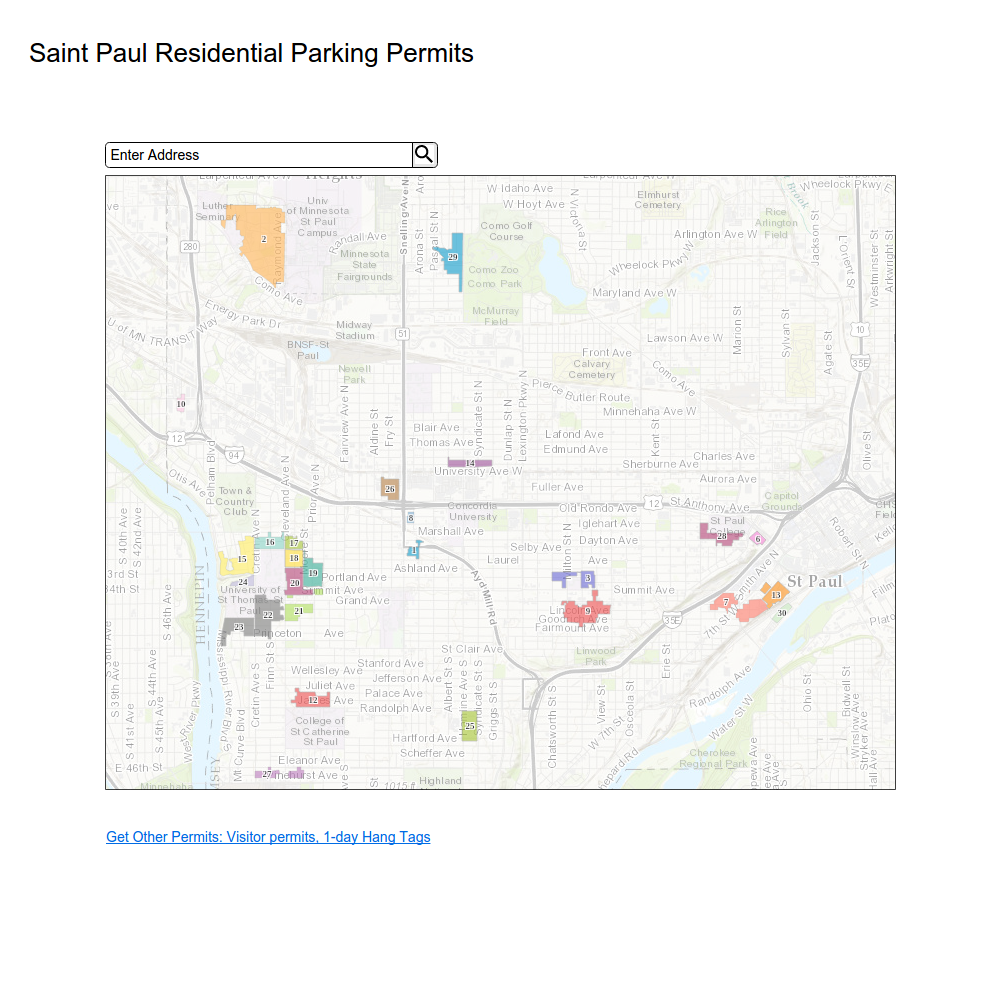 Saint Paul Residential Parking Permits
Enter Address
Heights
W Idaho Ave
W Hoyt Ave
Elmhurst
Cemetery
Wheelock Pkwy E
Luther
Seminary
Univ
of Minnesota
St Paul
Campus
Rice
Arlington
Field
Brook
Snelling Ave N
Victoria St
Jackson St
Como Golf
Course
Arlington Ave W
Randall Ave
Pascal St N
Arona St
L'Orient St
Westminster St
Arkwright St
2
280
29
Minnesota
State
Fairgrounds
Raymond Ave
Como Zoo
Como Park
Wheelock Pkwy W
Como Ave
Maryland Ave W
Energy Park Dr
McMurray
Field
U of MN TRANSIT Way
Midway
Stadium
51
Marion St
Sylvan St
Agate St
10
35E
BNSF-St
Paul
Lawson Ave W
Front Ave
Calvary
Cemetery
Newell
Park
Como Ave
Pierce Butler Route
Minnehaha Ave W
10
Fairview Ave N
Aldine St
Fry St
Syndicate St N
Dunlap St N
Lexington Pkwy N
Blair Ave
Thomas Ave
Lafond Ave
Edmund Ave
Kent St
Olive St
12
94
14
University Ave W
Charles Ave
Sherburne Ave
Otis Ave
Pelham Blvd
Aurora Ave
Cleveland Ave N
Prior Ave N
26
Fuller Ave
Town &
Country
Club
12
St Anthony Ave
Capitol
Grounds
Concordia
University
Old Rondo Ave
8
Iglehart Ave
St Paul
College
28
6
Robert St N
Marshall Ave
Dayton Ave
S 40th Ave
S 42nd Ave
Cretin Ave N
16
17
1
Selby Ave
Milton St N
15
18
Laurel
Ave
Kellogg
Ashland Ave
19
Portland Ave
3
St Paul
24
20
Summit Ave
University of
St Thomas
Ayd Mill Rd
13
7
HENNEPIN
S 46th Ave
Grand Ave
22
21
9
Lincoln Ave
Goodrich Ave
Fairmount Ave
30
35E
7th St W
23
Princeton
Ave
St Clair Ave
Linwood
Park
Stanford Ave
Wellesley Ave
Jefferson Ave
Juliet Ave
Palace Ave
12
James Ave
Randolph Ave
Finn St S
Erie St
Randolph Ave
S 39th Ave
S 44th Ave
West River Pkwy
Mississippi River Blvd S
Cretin Ave S
Albert St S
Syndicate St S
Griggs St S
View St
Osceola St
Ohio St
Bidwell St
Water St W
College of
St Catherine
St Paul
25
Hartford Ave
Scheffer Ave
W 7th St
Chatsworth St S
S 41st Ave
S 45th Ave
Mt Curve Blvd
Winslow Ave
Stryker Ave
Hall Ave
Cherokee
Regional Park
Eleanor Ave
27
E 46th St
Highland
Minnehaha
1015 ft
Get Other Permits: Visitor permits, 1-day Hang Tags